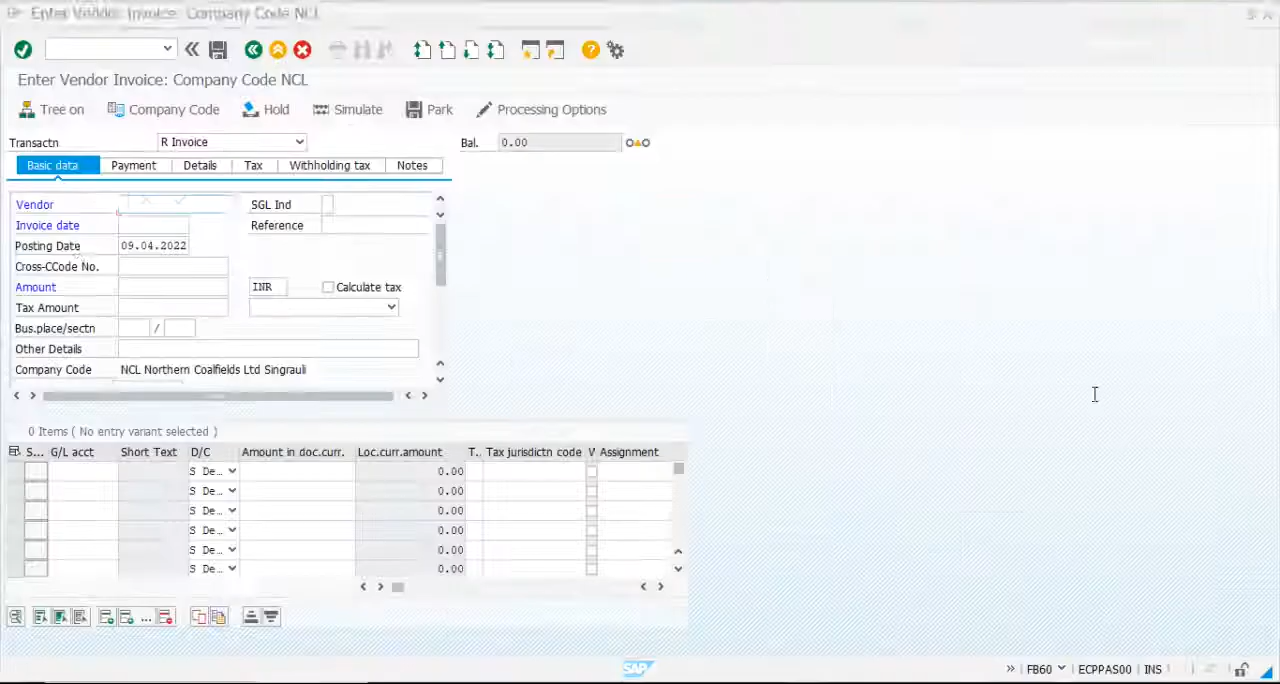 Enter Vendor Invoice: Company Code NCL
Enter Vendor Invoice: Company Code NCL
Tree on Company Code Hold Simulate Park Processing Options
Transactn R Invoice Bal. 0.00
Basic data Payment Details Tax Withholding tax Notes
Vendor SGL Ind
Invoice date Reference
Posting Date 09.04.2022
Cross-CCode No.
Amount INR Calculate tax
Tax Amount
Bus.place/sectn /
Other Details
Company Code NCL Northern Coalfields Ltd Singrauli
0 Items ( No entry variant selected )
S... G/L acct Short Text D/C Amount in doc.curr. Loc.curr.amount T.. Tax jurisdictn code V Assignment
S De... 0.00
S De... 0.00
S De... 0.00
S De... 0.00
S De... 0.00
S De... 0.00
SAP FB60 ECPPAS00 INS